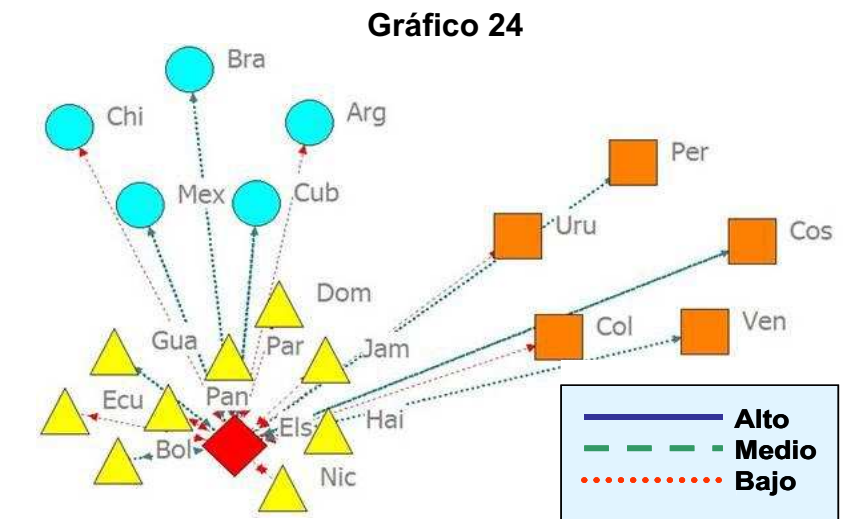 Gráfico 24
Bra
Chi
Arg
Per
Mex
Cub
Uru
Cos
Dom
Gua
Par
Jam
Col
Ven
Ecu
Pan
Els
Hai
Bol
Nic
Alto
Medio
Bajo